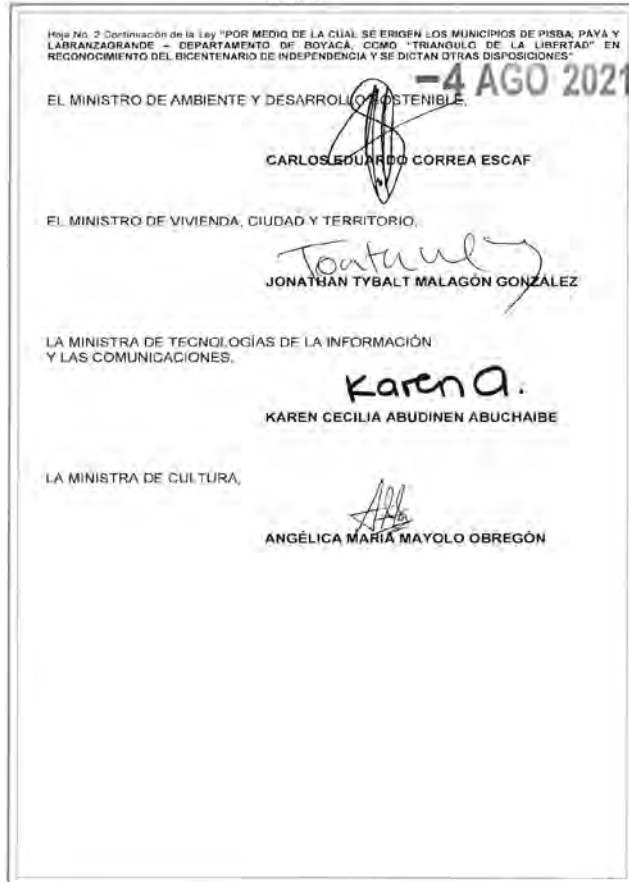 Hoja No. 2 Continuación de la Ley "POR MEDIO DE LA CUAL SE ERIGEN LOS MUNICIPIOS DE PISBA, PAYA Y
LABRANZAGRANDE – DEPARTAMENTO DE BOYACÁ, COMO "TRIANGULO DE LA LIBERTAD" EN
RECONOCIMIENTO DEL BICENTENARIO DE INDEPENDENCIA Y SE DICTAN OTRAS DISPOSICIONES"
-4 AGO 2021
EL MINISTRO DE AMBIENTE Y DESARROLLO SOSTENIBLE,
CARLOS EDUARDO CORREA ESCAF
EL MINISTRO DE VIVIENDA, CIUDAD Y TERRITORIO,
JONATHAN TYBALT MALAGÓN GONZÁLEZ
LA MINISTRA DE TECNOLOGÍAS DE LA INFORMACIÓN
Y LAS COMUNICACIONES,
Karen A.
KAREN CECILIA ABUDINEN ABUCHAIBE
LA MINISTRA DE CULTURA,
ANGÉLICA MARÍA MAYOLO OBREGÓN